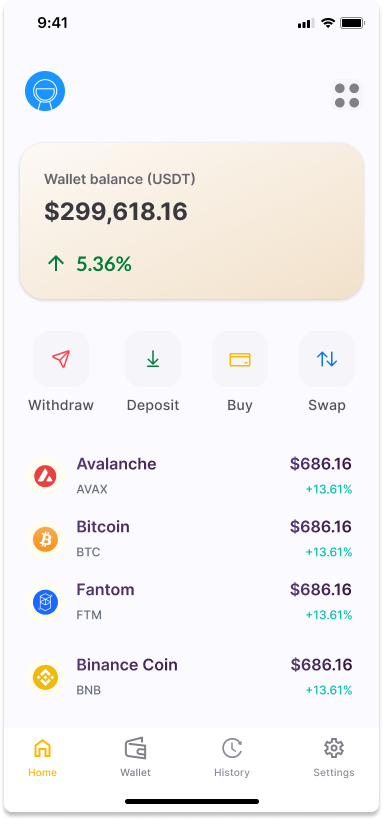 9:41
Wallet balance (USDT)
$299,618.16
5.36%
Withdraw Deposit Buy Swap
Avalanche $686.16
AVAX +13.61%
Bitcoin $686.16
BTC +13.61%
Fantom $686.16
FTM +13.61%
Binance Coin $686.16
BNB +13.61%
Home Wallet History Settings